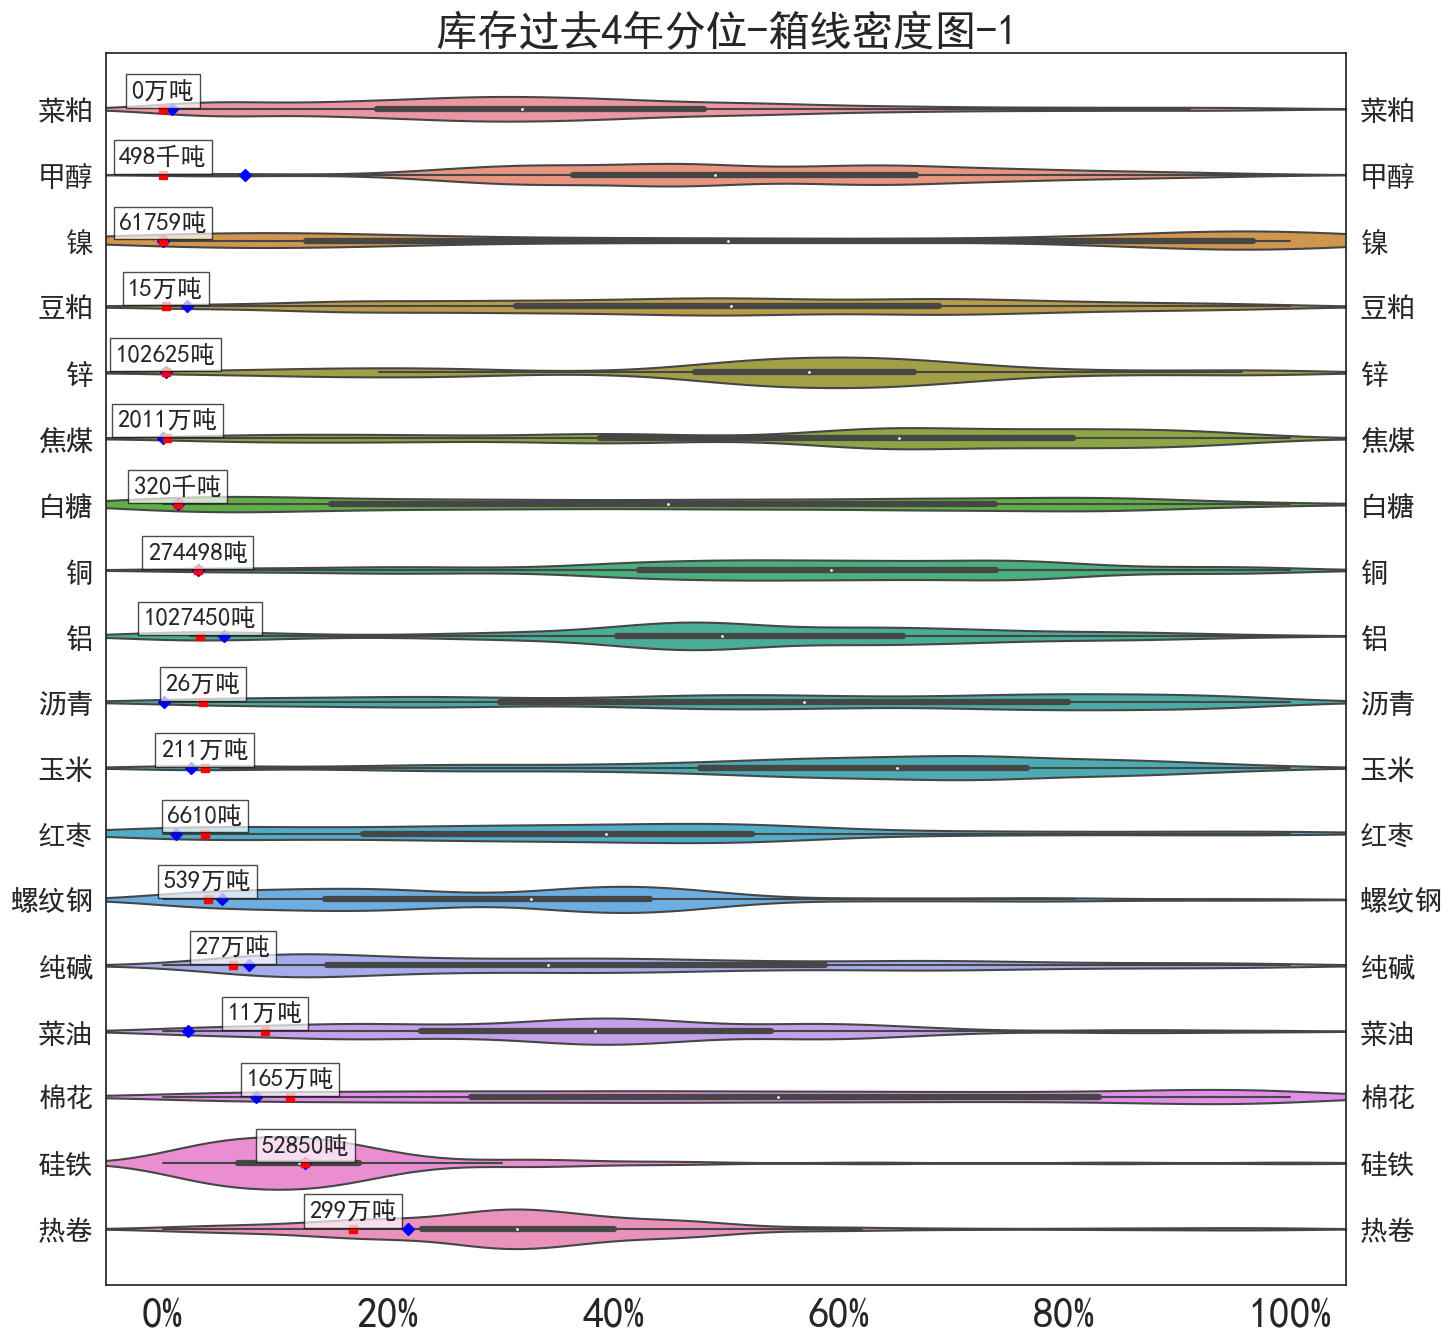 库存过去4年分位-箱线密度图-1
0万吨
菜粕 菜粕
498千吨
甲醇 甲醇
61759吨
镍 镍
15万吨
豆粕 豆粕
102625吨
锌 锌
2011万吨
焦煤 焦煤
320千吨
白糖 白糖
274498吨
铜 铜
1027450吨
铝 铝
26万吨
沥青 沥青
211万吨
玉米 玉米
6610吨
红枣 红枣
539万吨
螺纹钢 螺纹钢
27万吨
纯碱 纯碱
11万吨
菜油 菜油
165万吨
棉花 棉花
52850吨
硅铁 硅铁
299万吨
热卷 热卷
0% 20% 40% 60% 80% 100%